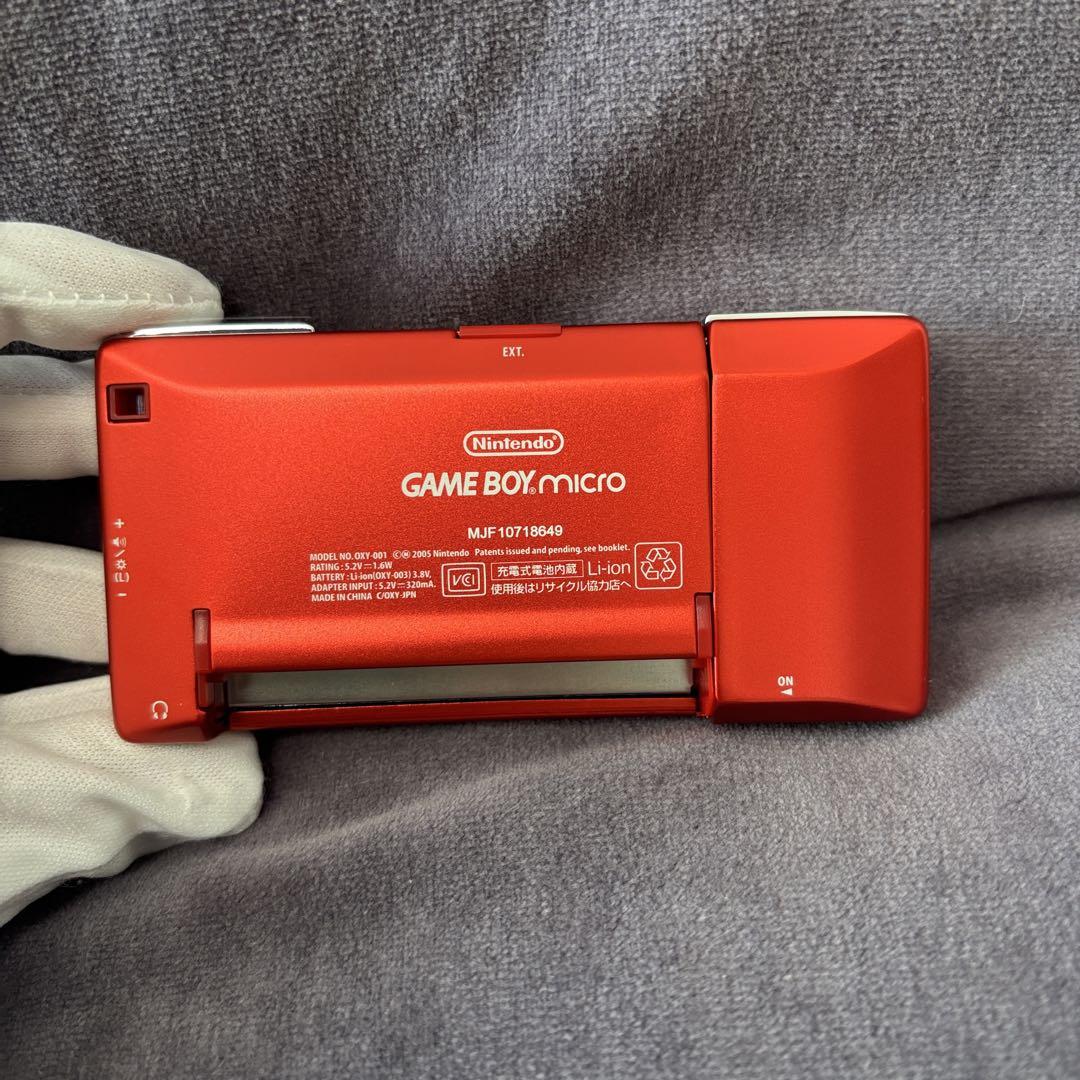 EXT.
Nintendo®
GAME BOY® micro
MJF10718649
MODEL NO. OXY-001 ©Ⓜ 2005 Nintendo Patents issued and pending, see booklet.
RATING : 5.2V⎓1.6W
BATTERY : Li-ion(OXY-003) 3.8V,
ADAPTER INPUT : 5.2V⎓320mA.
MADE IN CHINA C/OXY-JPN
VCI
充電式電池内蔵 Li-ion
使用後はリサイクル協力店へ
+
−
ON